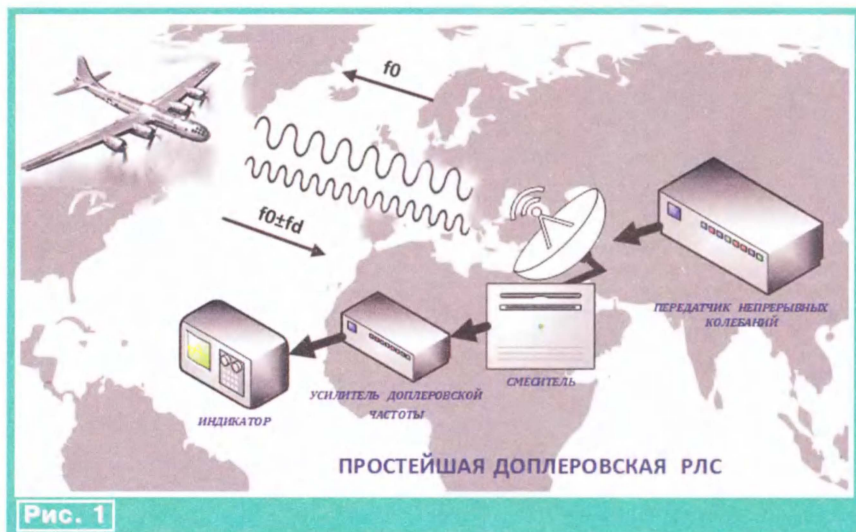 f0
f0±fd
ПЕРЕДАТЧИК НЕПРЕРЫВНЫХ
КОЛЕБАНИЙ
СМЕСИТЕЛЬ
УСИЛИТЕЛЬ ДОПЛЕРОВСКОЙ
ЧАСТОТЫ
ИНДИКАТОР
ПРОСТЕЙШАЯ ДОПЛЕРОВСКАЯ РЛС
Рис. 1